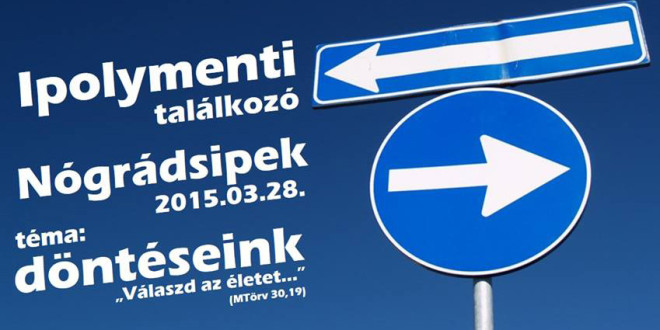 Ipolymenti
találkozó
Nógrádsipek
2015.03.28.
téma:
döntéseink
„Válaszd az életet..."
(MTörv 30,19)